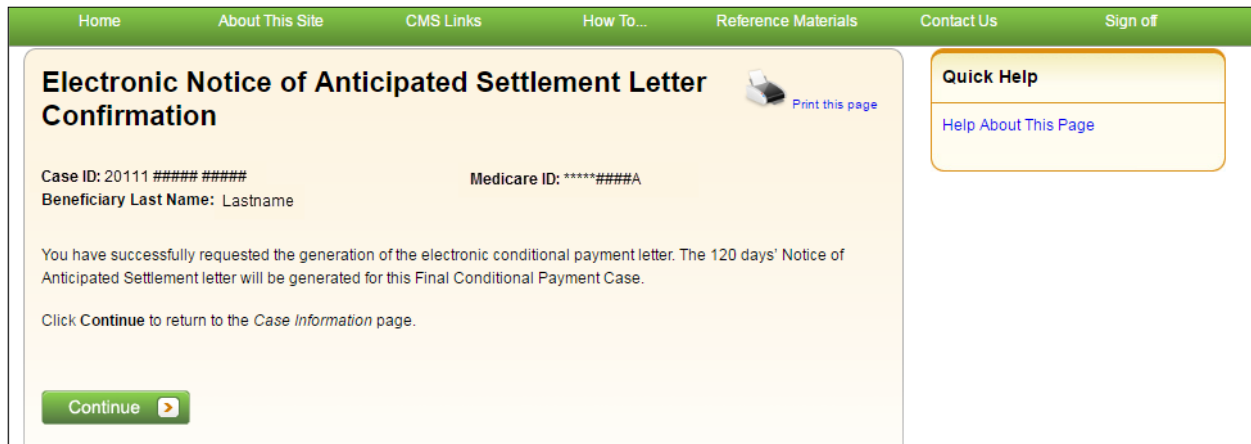 Home About This Site CMS Links How To... Reference Materials Contact Us Sign off
Electronic Notice of Anticipated Settlement Letter
Confirmation
Print this page
Case ID: 20111 ##### ##### Medicare ID: *****####A
Beneficiary Last Name: Lastname
You have successfully requested the generation of the electronic conditional payment letter. The 120 days' Notice of
Anticipated Settlement letter will be generated for this Final Conditional Payment Case.
Click Continue to return to the Case Information page.
Continue
Quick Help
Help About This Page